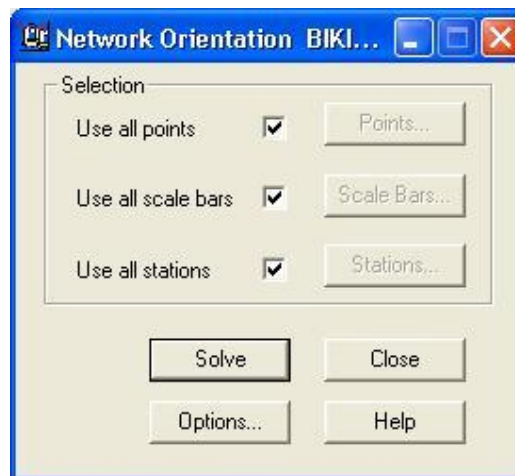 Network Orientation BIKI...
Selection
Use all points Points...
Use all scale bars Scale Bars...
Use all stations Stations...
Solve Close
Options... Help